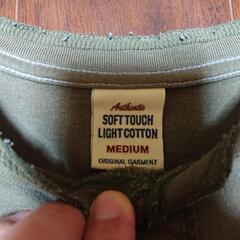 Authentic
SOFT TOUCH
LIGHT COTTON
MEDIUM
ORIGINAL GARMENT